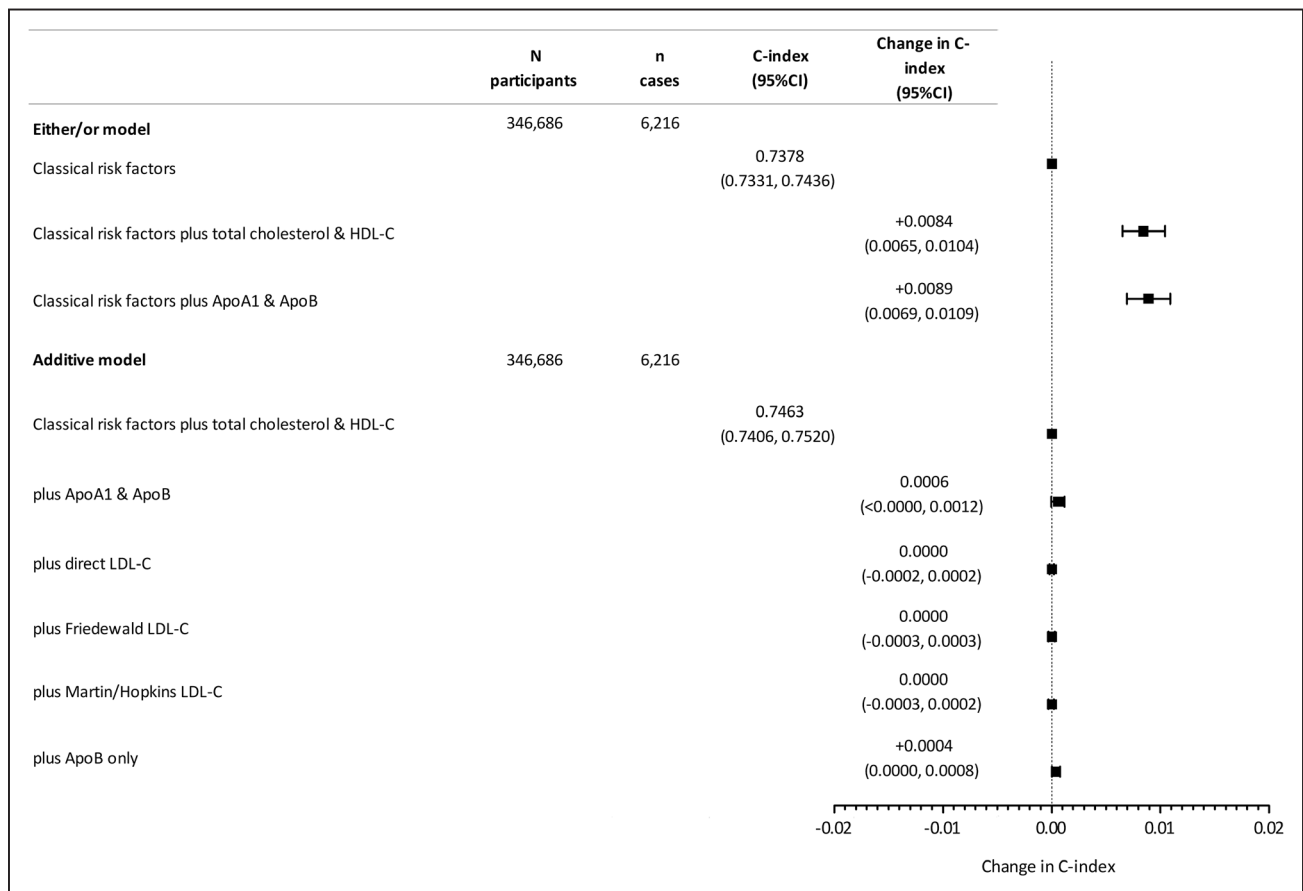 N participants
n cases
C-index (95%CI)
Change in C-index (95%CI)
Either/or model 346,686 6,216
Classical risk factors
0.7378
(0.7331, 0.7436)
Classical risk factors plus total cholesterol & HDL-C
+0.0084
(0.0065, 0.0104)
Classical risk factors plus ApoA1 & ApoB
+0.0089
(0.0069, 0.0109)
Additive model 346,686 6,216
Classical risk factors plus total cholesterol & HDL-C
0.7463
(0.7406, 0.7520)
plus ApoA1 & ApoB
0.0006
(<0.0000, 0.0012)
plus direct LDL-C
0.0000
(-0.0002, 0.0002)
plus Friedewald LDL-C
0.0000
(-0.0003, 0.0003)
plus Martin/Hopkins LDL-C
0.0000
(-0.0003, 0.0002)
plus ApoB only
+0.0004
(0.0000, 0.0008)
-0.02 -0.01 0.00 0.01 0.02
Change in C-index